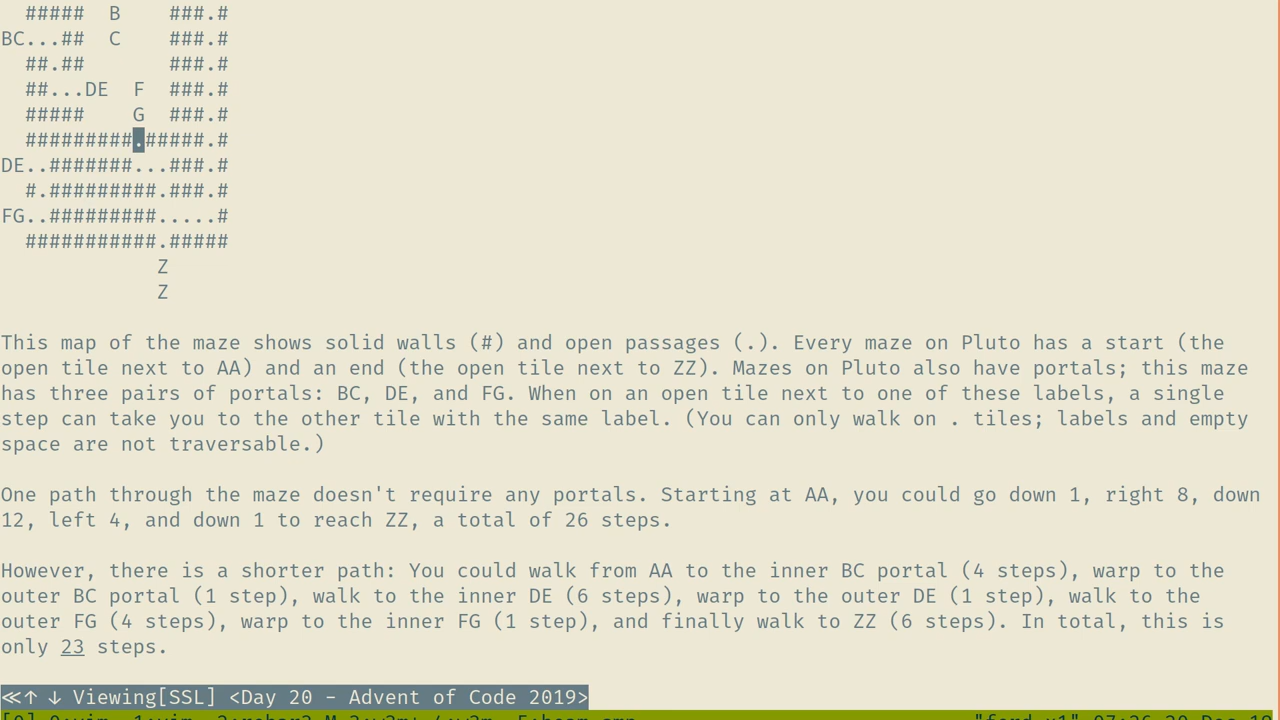 #####  B    ###.#
BC...##  C    ###.#
  ##.##       ###.#
  ##...DE  F  ###.#
  #####    G  ###.#
  #########.#####.#
DE..#######...###.#
  #.#########.###.#
FG..#########.....#
  ###########.#####
             Z
             Z
This map of the maze shows solid walls (#) and open passages (.). Every maze on Pluto has a start (the
open tile next to AA) and an end (the open tile next to ZZ). Mazes on Pluto also have portals; this maze
has three pairs of portals: BC, DE, and FG. When on an open tile next to one of these labels, a single
step can take you to the other tile with the same label. (You can only walk on . tiles; labels and empty
space are not traversable.)
One path through the maze doesn't require any portals. Starting at AA, you could go down 1, right 8, down
12, left 4, and down 1 to reach ZZ, a total of 26 steps.
However, there is a shorter path: You could walk from AA to the inner BC portal (4 steps), warp to the
outer BC portal (1 step), walk to the inner DE (6 steps), warp to the outer DE (1 step), walk to the
outer FG (4 steps), warp to the inner FG (1 step), and finally walk to ZZ (6 steps). In total, this is
only 23 steps.
≪↑ ↓ Viewing[SSL] <Day 20 - Advent of Code 2019>